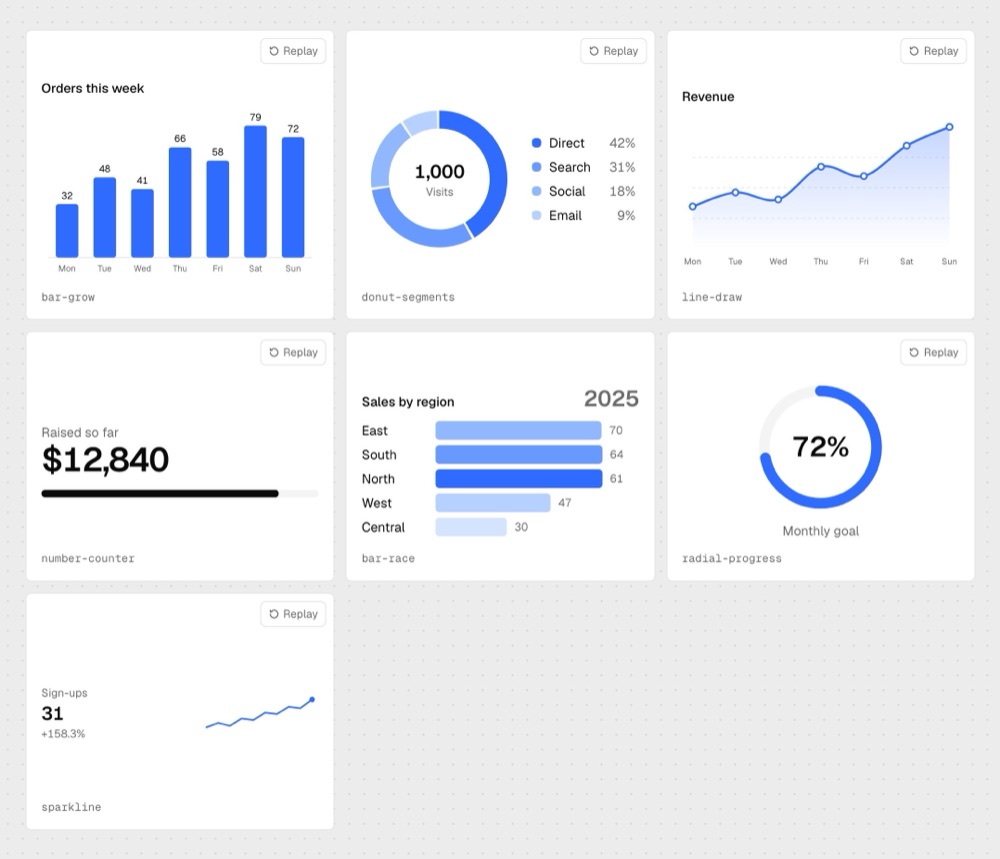 Replay
Orders this week
79
72
66
58
48
41
32
Mon Tue Wed Thu Fri Sat Sun
bar-grow
Replay
1,000
Visits
Direct 42%
Search 31%
Social 18%
Email 9%
donut-segments
Replay
Revenue
Mon Tue Wed Thu Fri Sat Sun
line-draw
Replay
Raised so far
$12,840
number-counter
Sales by region 2025
East 70
South 64
North 61
West 47
Central 30
bar-race
Replay
72%
Monthly goal
radial-progress
Replay
Sign-ups
31
+158.3%
sparkline